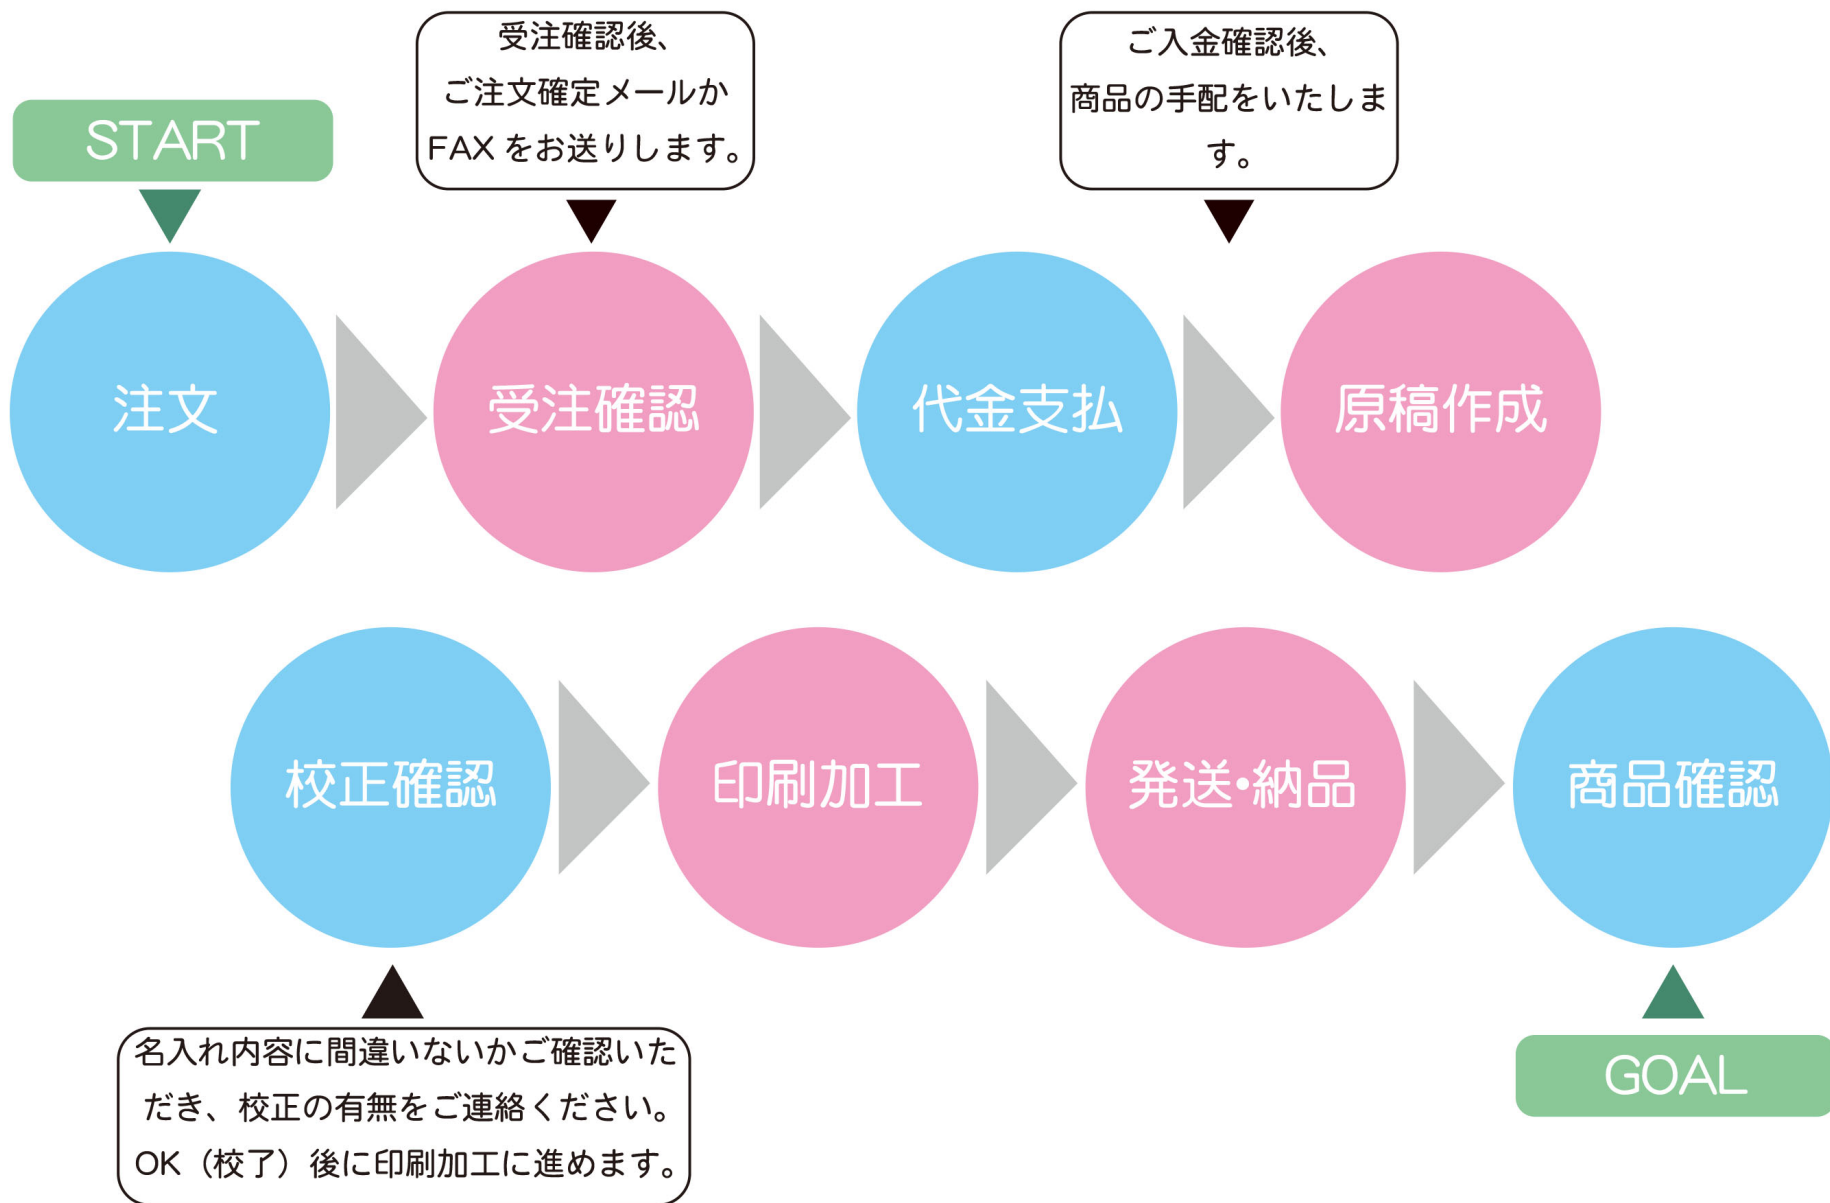 受注確認後、
ご注文確定メールか
FAX をお送りします。
ご入金確認後、
商品の手配をいたしま
す。
START
注文
受注確認
代金支払
原稿作成
校正確認
印刷加工
発送・納品
商品確認
名入れ内容に間違いないかご確認いた
だき、校正の有無をご連絡ください。
OK（校了）後に印刷加工に進めます。
GOAL